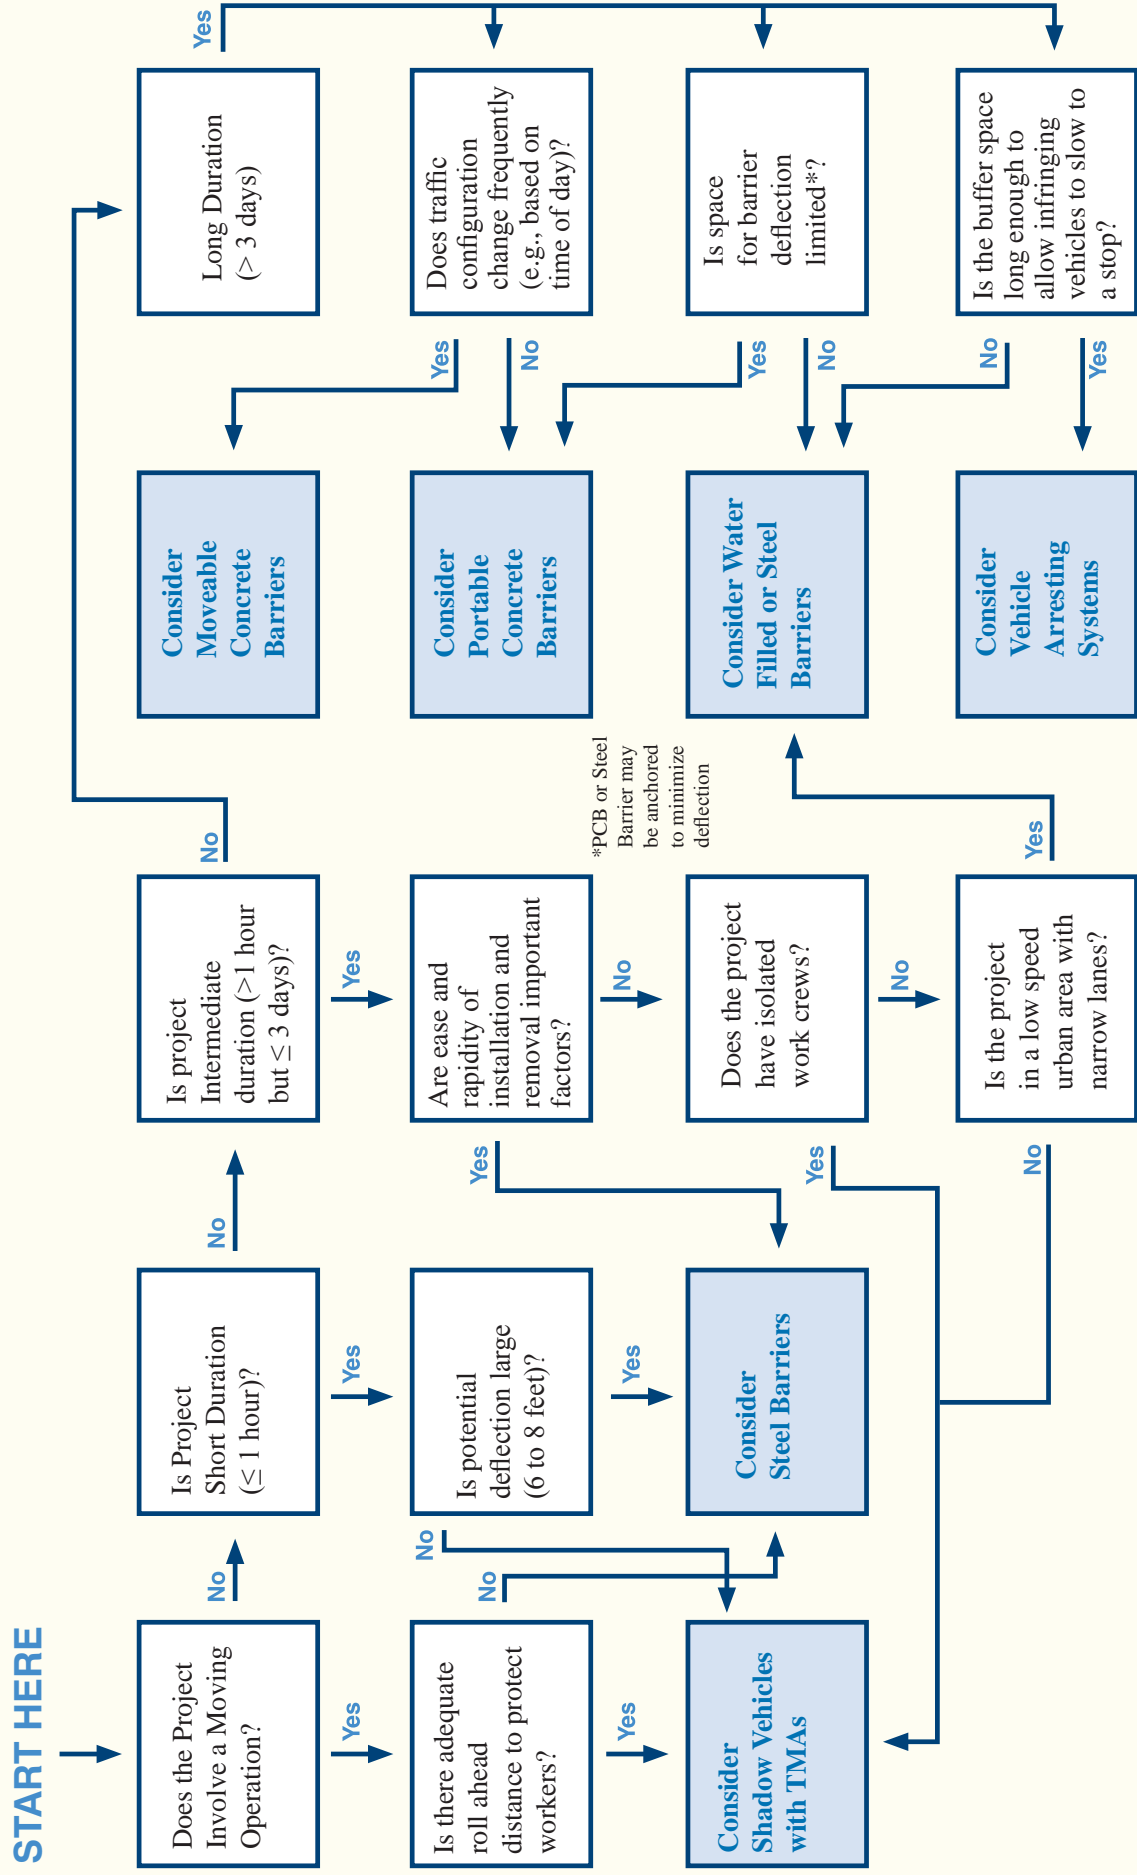 START HERE
Does the Project
Involve a Moving
Operation?
No
Yes
Is there adequate
roll ahead
distance to protect
workers?
No
Yes
Consider
Shadow Vehicles
with TMAs
Is Project
Short Duration
(≤ 1 hour)?
No
Yes
Is potential
deflection large
(6 to 8 feet)?
No
Yes
Consider
Steel Barriers
Is project
Intermediate
duration (>1 hour
but ≤ 3 days)?
No
Yes
Are ease and
rapidity of
installation and
removal important
factors?
Yes
No
Does the project
have isolated
work crews?
Yes
No
Is the project
in a low speed
urban area with
narrow lanes?
No
Yes
*PCB or Steel
Barrier may
be anchored
to minimize
deflection
Consider
Moveable
Concrete
Barriers
Consider
Portable
Concrete
Barriers
Consider Water
Filled or Steel
Barriers
Consider
Vehicle
Arresting
Systems
Long Duration
(> 3 days)
Yes
Does traffic
configuration
change frequently
(e.g., based on
time of day)?
Yes
No
Is space
for barrier
deflection
limited*?
Yes
No
Is the buffer space
long enough to
allow infringing
vehicles to slow to
a stop?
No
Yes